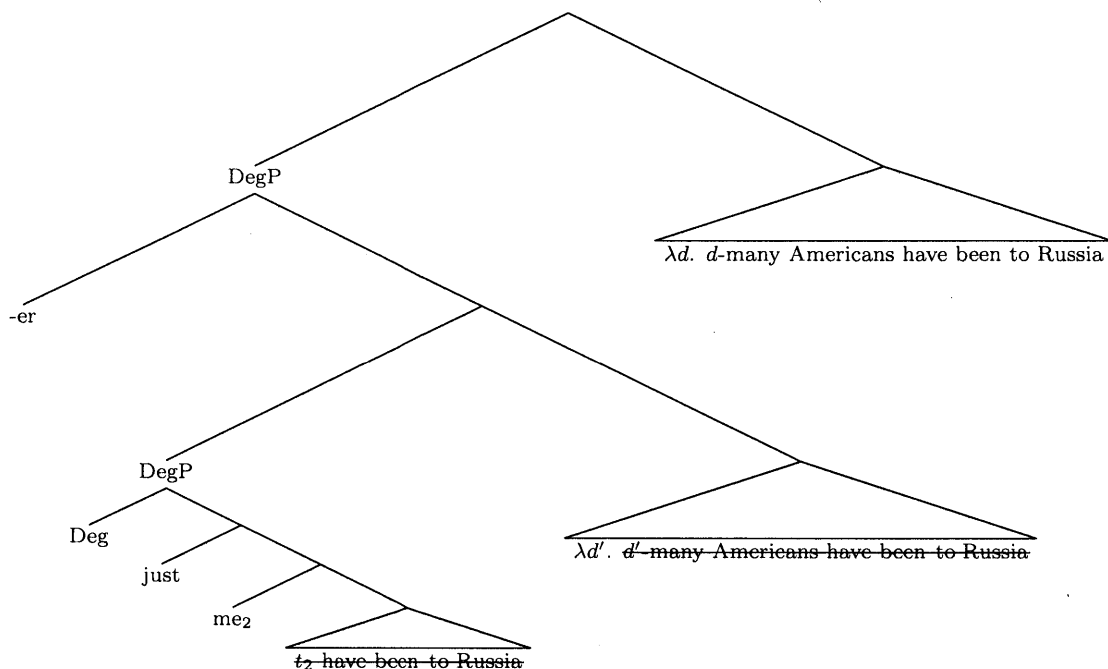 DegP
λd. d-many Americans have been to Russia
-er
DegP
Deg
λd′. d′-many Americans have been to Russia
just
me₂
t₂ have been to Russia